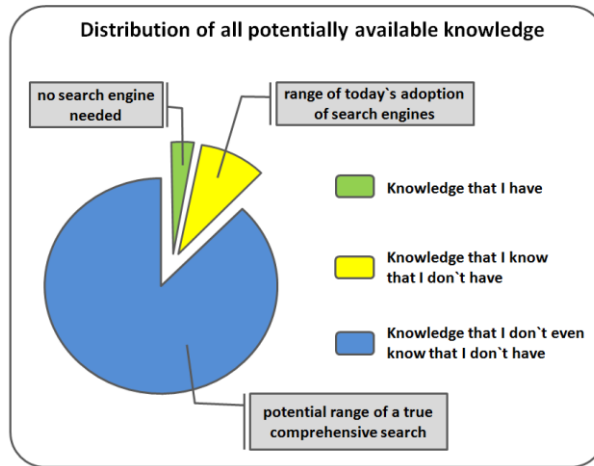 Distribution of all potentially available knowledge
no search engine
needed
range of today`s adoption
of search engines
Knowledge that I have
Knowledge that I know
that I don`t have
Knowledge that I don`t even
know that I don`t have
potential range of a true
comprehensive search